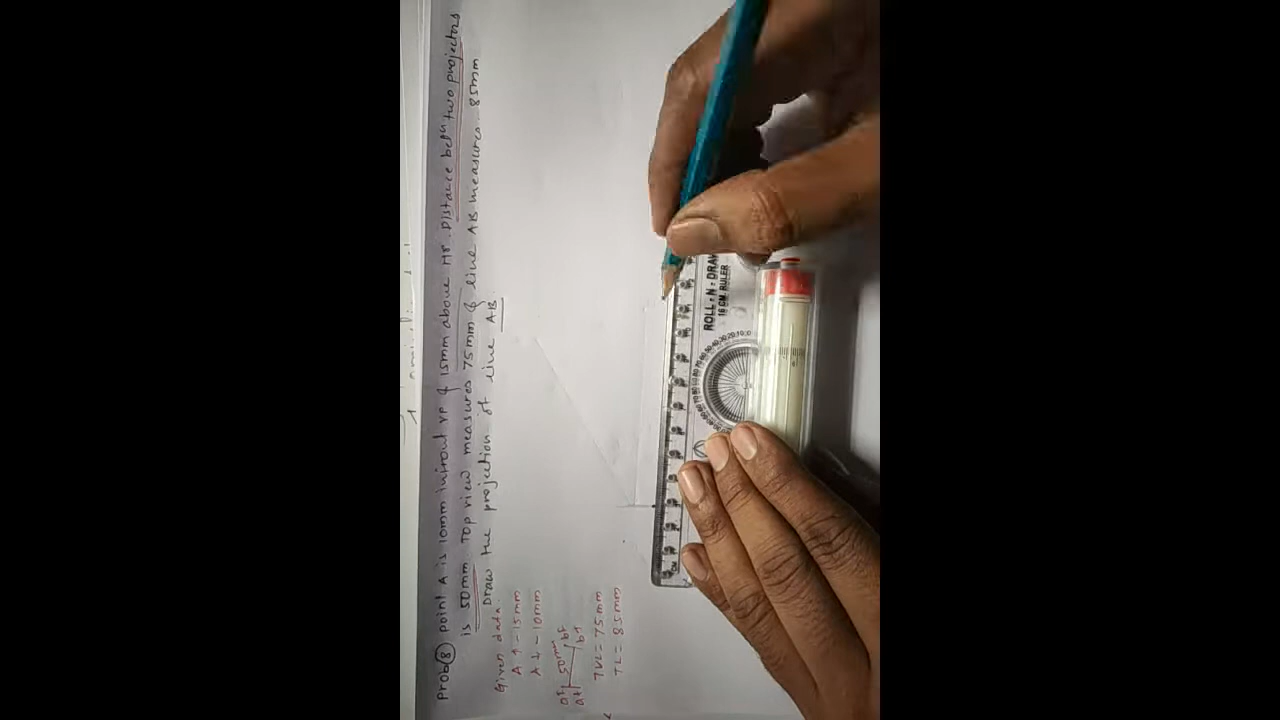 prob 8 point A is 10mm infront VP & 15mm above HP. Distance betn two projectors
is 50mm. Top view measures 75mm & line AB measures 85mm
Draw the projection of line AB.
Given data.
A ↑ - 15mm
A ↓ - 10mm
50mm
TVL = 75mm
TL = 85mm
ROLL-N-DRAW
16 CM. RULER